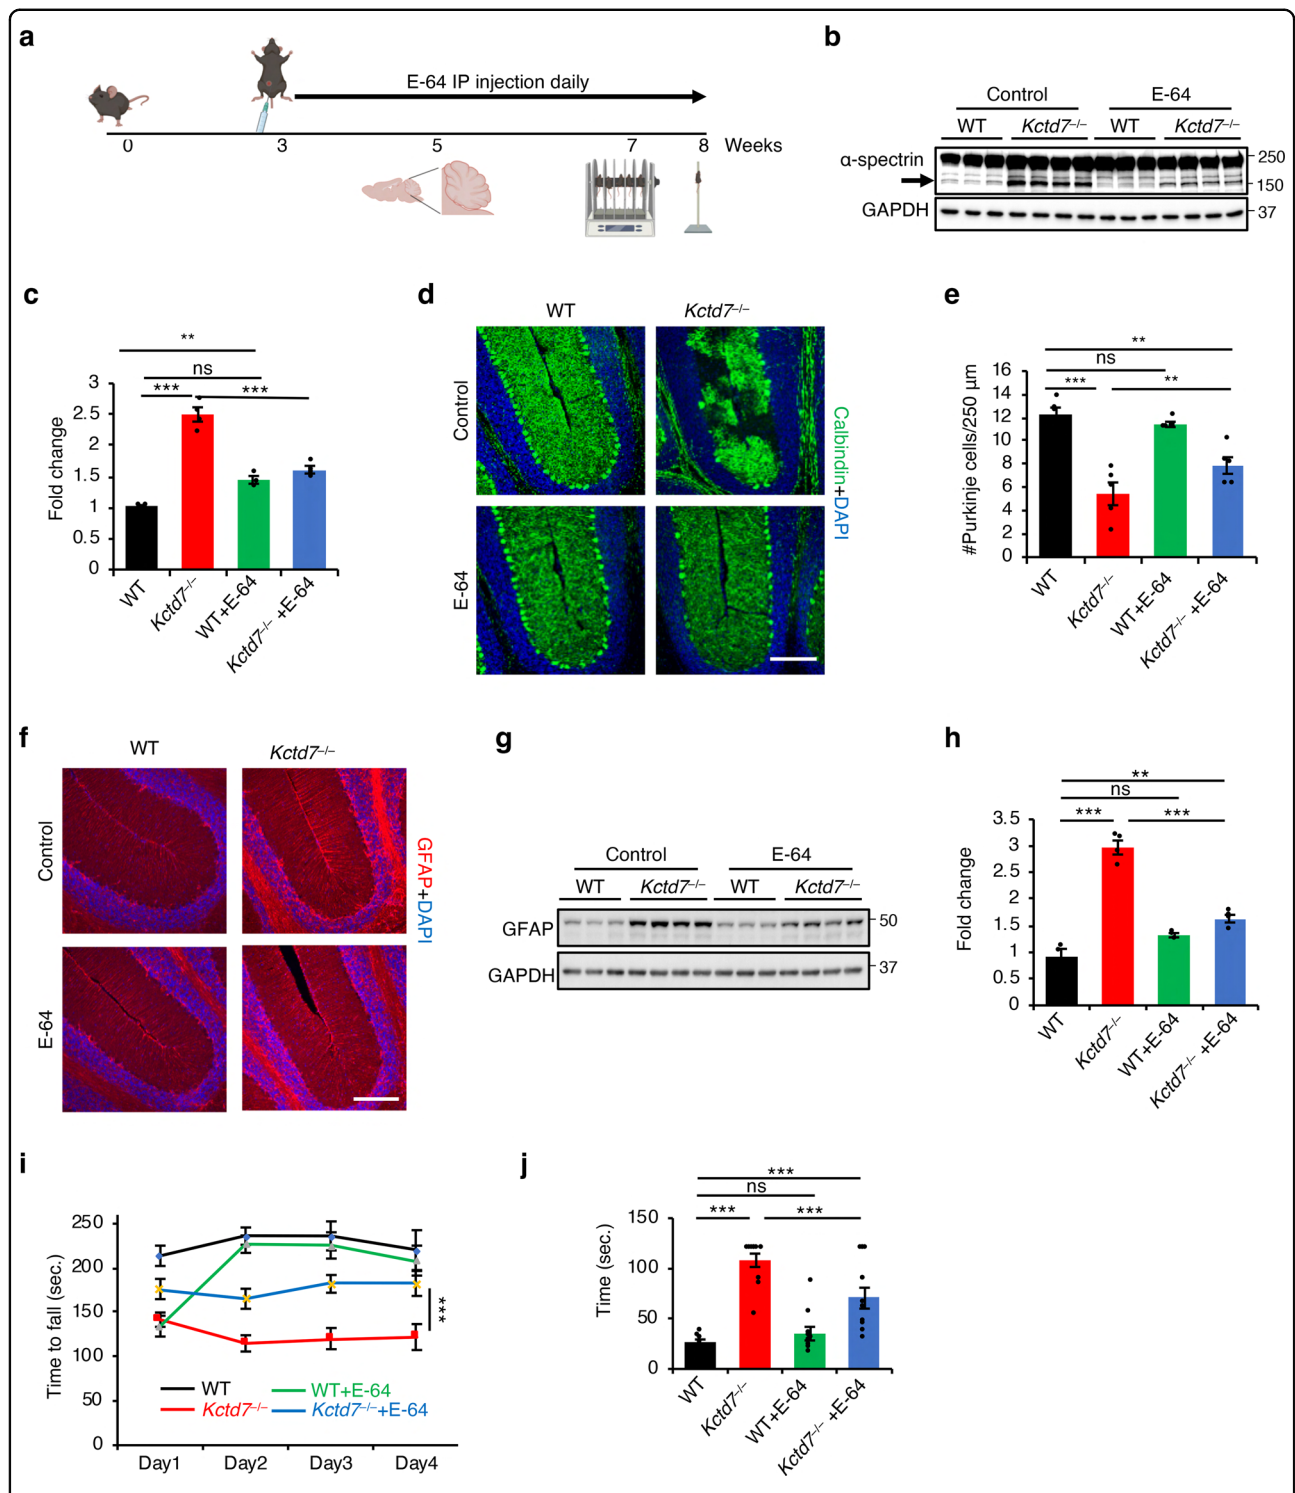 a
E-64 IP injection daily
0 3 5 7 8 Weeks
b
Control E-64
WT Kctd7–/– WT Kctd7–/–
α-spectrin
250
150
GAPDH
37
c
**
ns
*** ***
Fold change
3
2.5
2
1.5
1
0.5
0
WT
Kctd7–/–
WT+E-64
Kctd7–/– +E-64
d
WT Kctd7–/–
Control
E-64
Calbindin+DAPI
e
**
ns
*** **
#Purkinje cells/250 µm
16
14
12
10
8
6
4
2
0
WT
Kctd7–/–
WT+E-64
Kctd7–/– +E-64
f
WT Kctd7–/–
Control
E-64
GFAP+DAPI
g
Control E-64
WT Kctd7–/– WT Kctd7–/–
GFAP
50
GAPDH
37
h
**
ns
*** ***
Fold change
3.5
3
2.5
2
1.5
1
0.5
0
WT
Kctd7–/–
WT+E-64
Kctd7–/– +E-64
i
Time to fall (sec.)
250
200
150
100
50
0
***
WT WT+E-64
Kctd7–/– Kctd7–/–+E-64
Day1 Day2 Day3 Day4
j
***
ns
*** ***
Time (sec.)
150
100
50
0
WT
Kctd7–/–
WT+E-64
Kctd7–/– +E-64